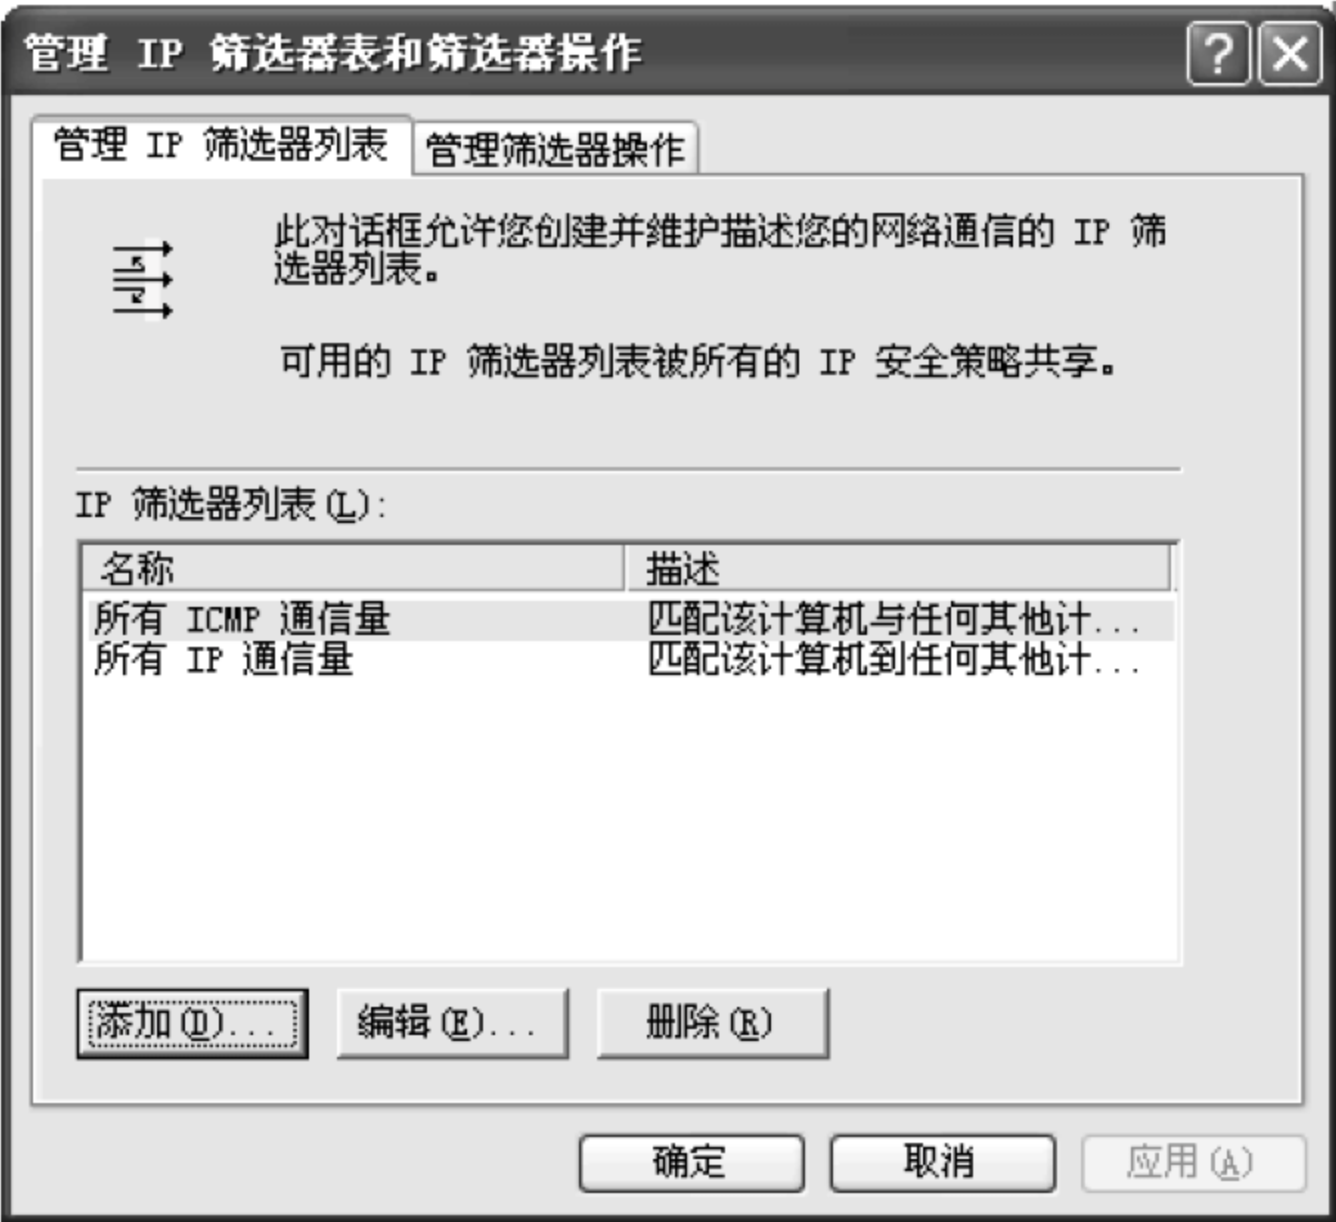 管理 IP 筛选器表和筛选器操作
管理 IP 筛选器列表
管理筛选器操作
此对话框允许您创建并维护描述您的网络通信的 IP 筛
选器列表。
可用的 IP 筛选器列表被所有的 IP 安全策略共享。
IP 筛选器列表(L):
名称 描述
所有 ICMP 通信量 匹配该计算机与任何其他计...
所有 IP 通信量 匹配该计算机到任何其他计...
添加(D)... 编辑(E)... 删除(R)
确定 取消 应用(A)